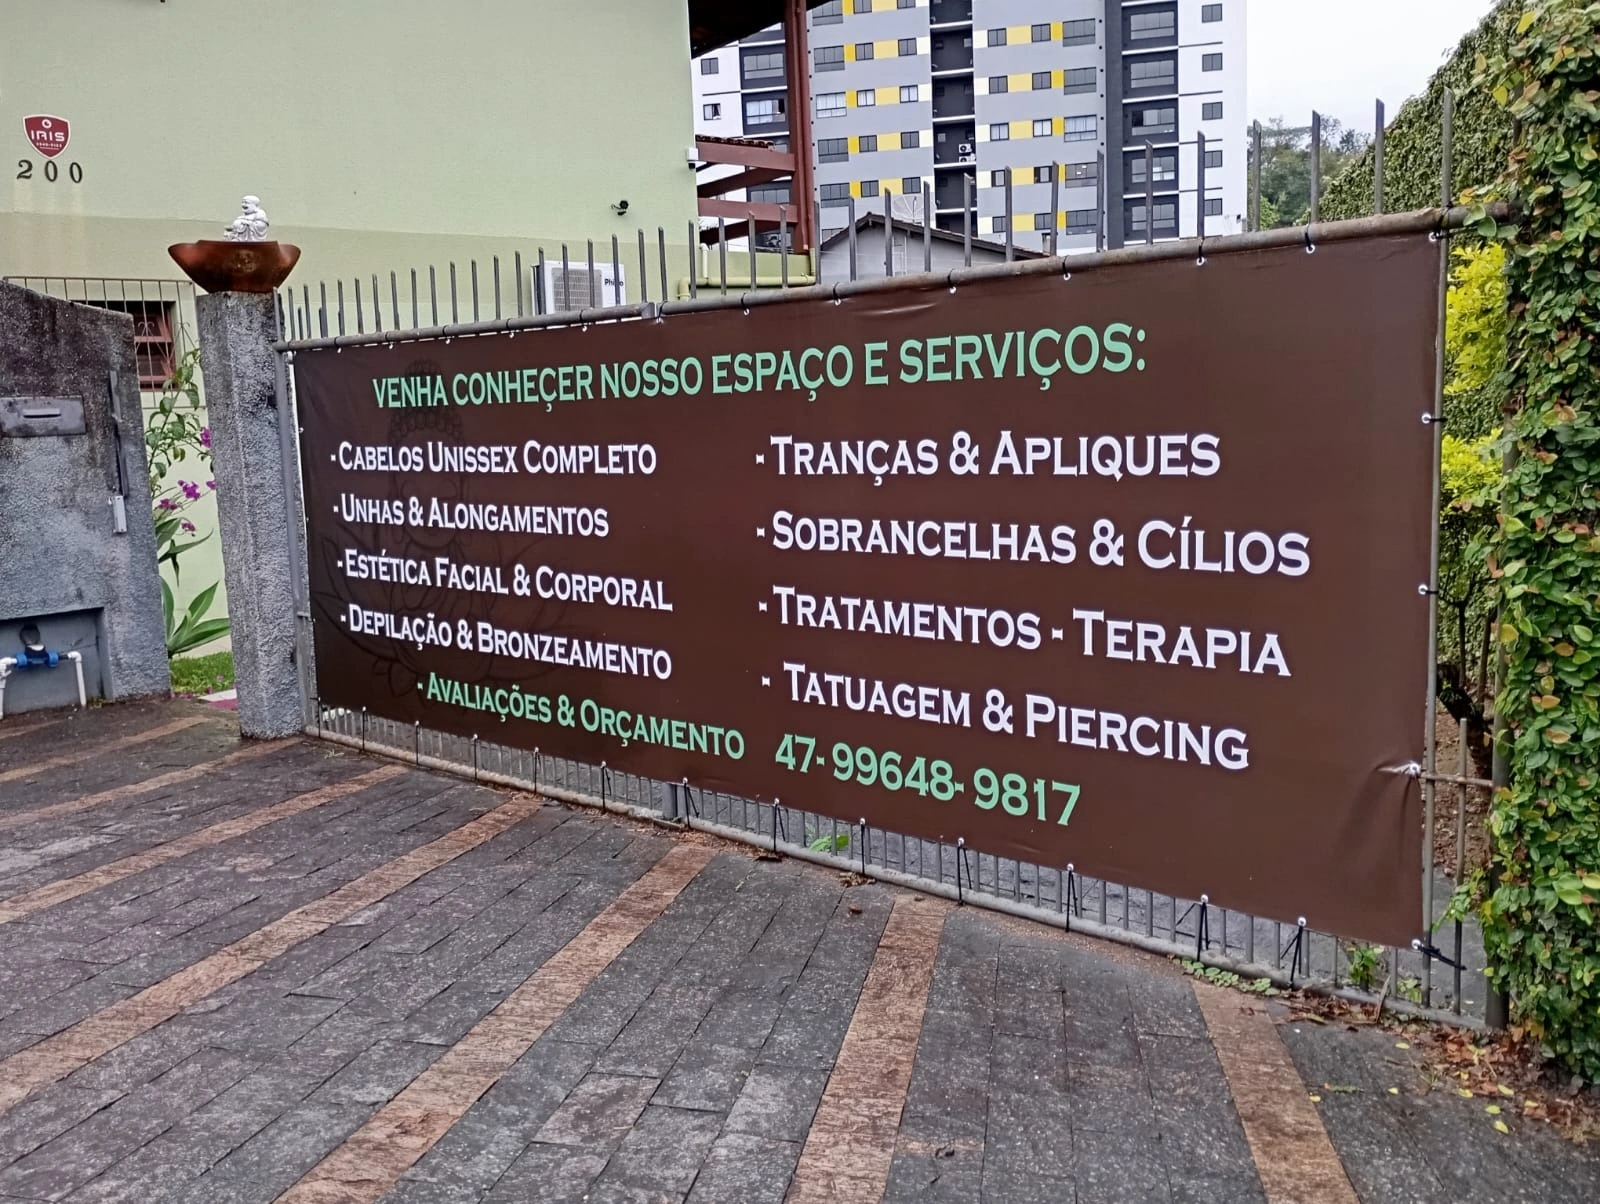 IRIS
200
VENHA CONHEÇER NOSSO ESPAÇO E SERVIÇOS:
- CABELOS UNISSEX COMPLETO
- UNHAS & ALONGAMENTOS
- ESTÉTICA FACIAL & CORPORAL
- DEPILAÇÃO & BRONZEAMENTO
- TRANÇAS & APLIQUES
- SOBRANCELHAS & CÍLIOS
- TRATAMENTOS - TERAPIA
- TATUAGEM & PIERCING
- AVALIAÇÕES & ORÇAMENTO 47-99648-9817